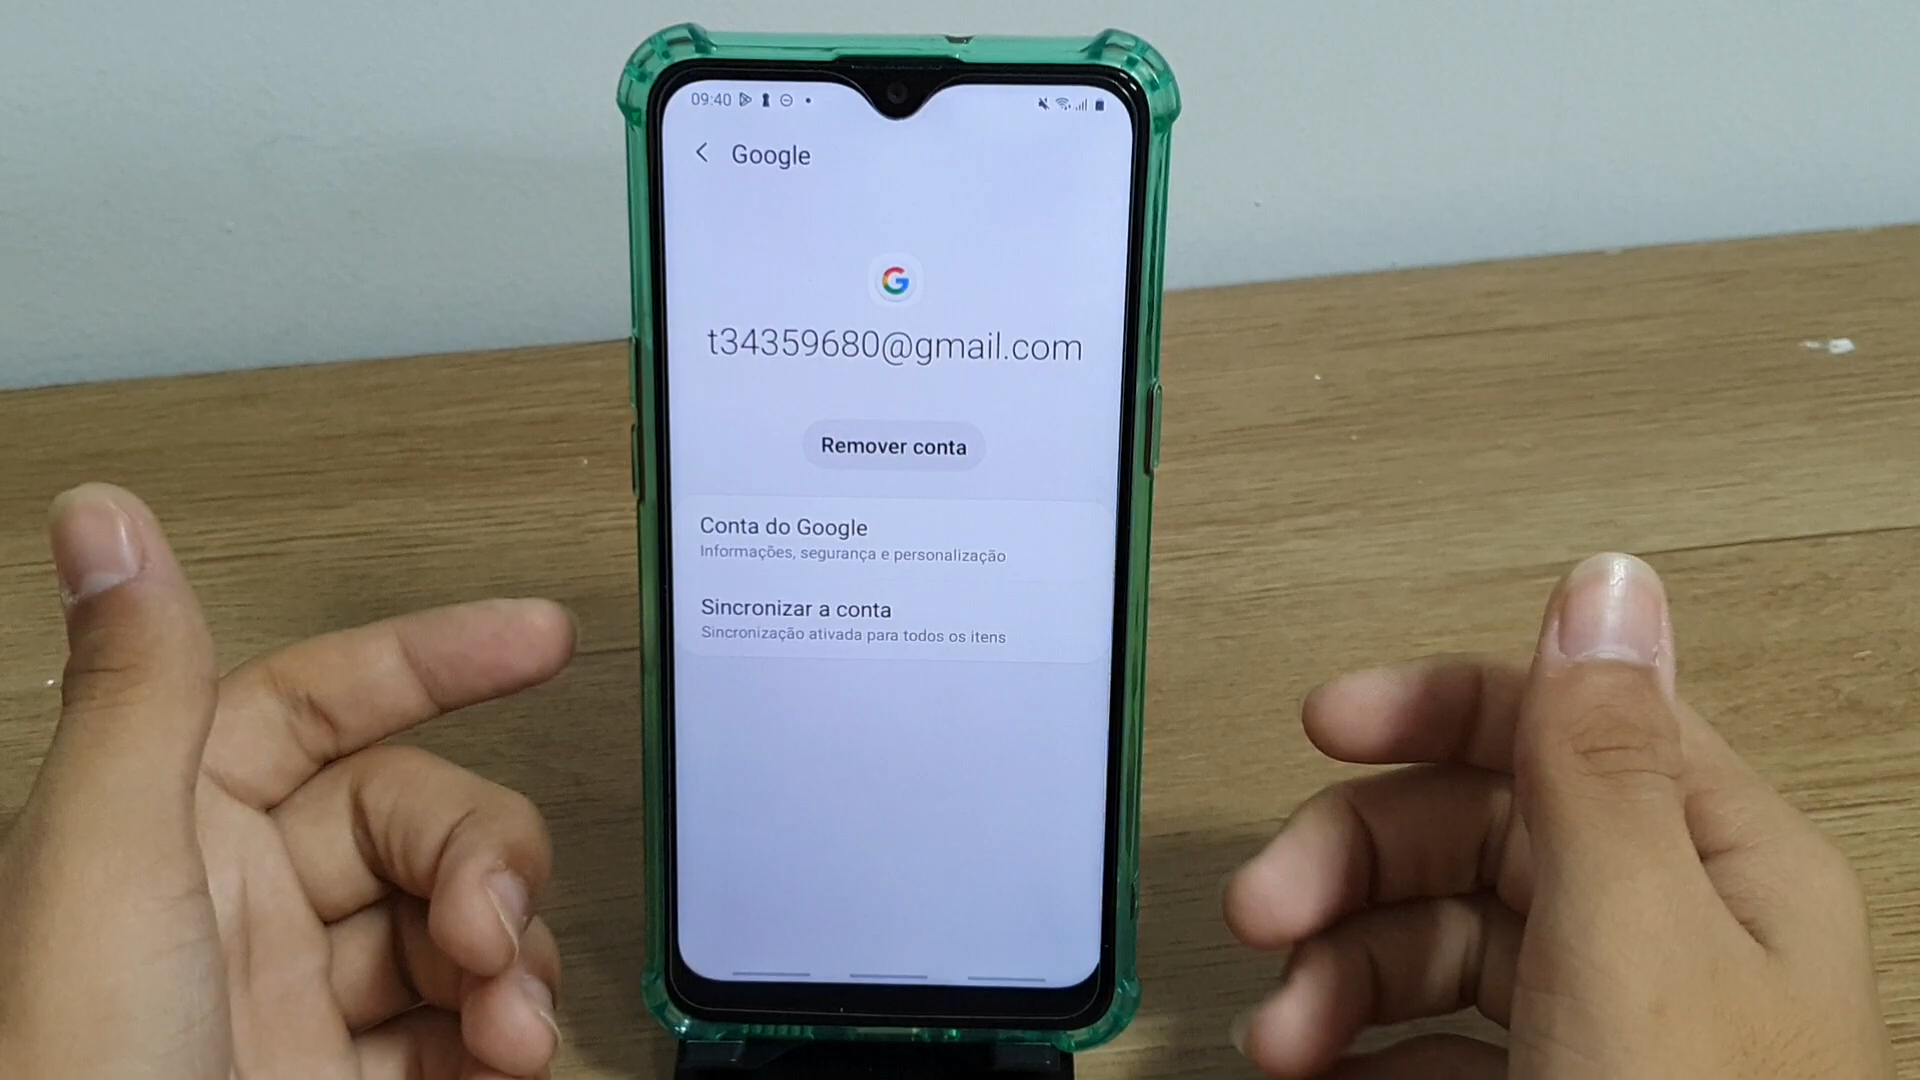 09:40
Google
G
t34359680@gmail.com
Remover conta
Conta do Google
Informações, segurança e personalização
Sincronizar a conta
Sincronização ativada para todos os itens